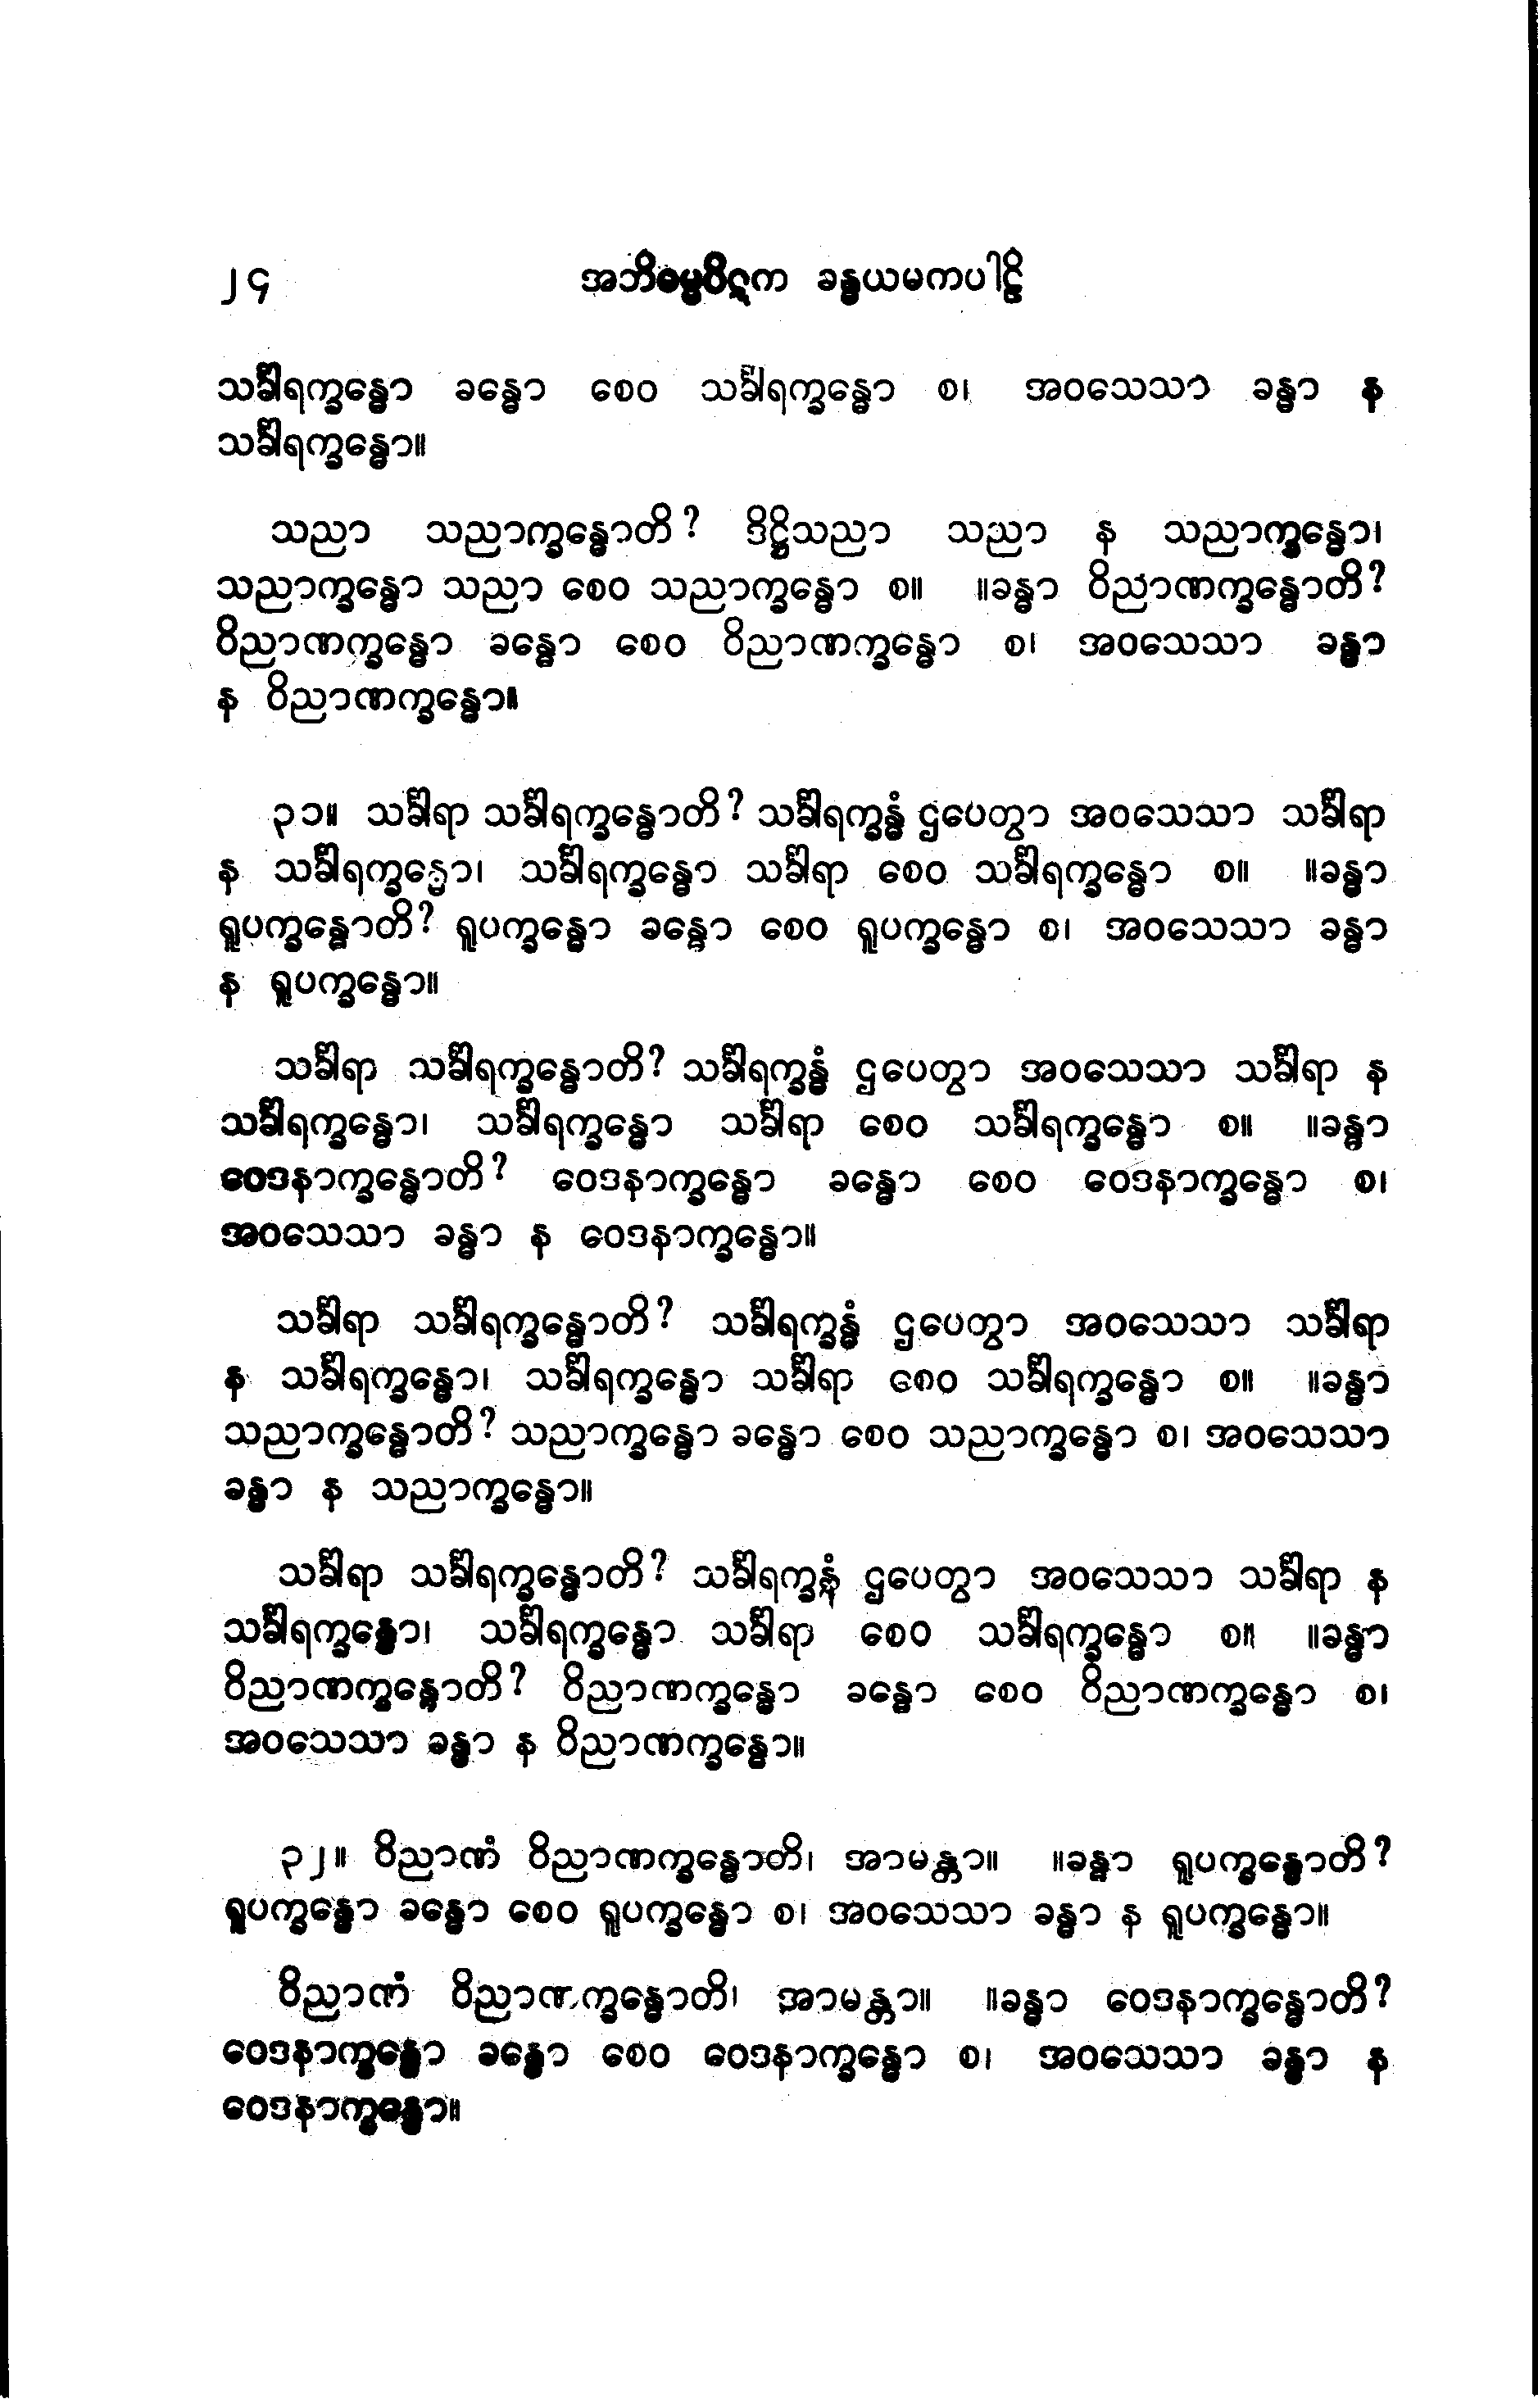 ၂၄ အဘိဓမ္မပိဋက ခန္ဓယမကပါဠိ
သင်္ခါရက္ခန္ဓော ခန္ဓော စေဝ သင်္ခါရက္ခန္ဓော စ၊ အဝသေသာ ခန္ဓာ န
သင်္ခါရက္ခန္ဓော။
သညာ သညာက္ခန္ဓောတိ? ဒိဋ္ဌိသညာ သညာ န သညာက္ခန္ဓော၊
သညာက္ခန္ဓော သညာ စေဝ သညာက္ခန္ဓော စ။ ။ခန္ဓာ ဝိညာဏက္ခန္ဓောတိ?
ဝိညာဏက္ခန္ဓော ခန္ဓော စေဝ ဝိညာဏက္ခန္ဓော စ၊ အဝသေသာ ခန္ဓာ
န ဝိညာဏက္ခန္ဓော။
၃၁။ သင်္ခါရာ သင်္ခါရက္ခန္ဓောတိ? သင်္ခါရက္ခန္ဓံ ဌပေတွာ အဝသေသာ သင်္ခါရာ
န သင်္ခါရက္ခန္ဓော၊ သင်္ခါရက္ခန္ဓော သင်္ခါရာ စေဝ သင်္ခါရက္ခန္ဓော စ။ ။ခန္ဓာ
ရူပက္ခန္ဓောတိ? ရူပက္ခန္ဓော ခန္ဓော စေဝ ရူပက္ခန္ဓော စ၊ အဝသေသာ ခန္ဓာ
န ရူပက္ခန္ဓော။
သင်္ခါရာ သင်္ခါရက္ခန္ဓောတိ? သင်္ခါရက္ခန္ဓံ ဌပေတွာ အဝသေသာ သင်္ခါရာ န
သင်္ခါရက္ခန္ဓော၊ သင်္ခါရက္ခန္ဓော သင်္ခါရာ စေဝ သင်္ခါရက္ခန္ဓော စ။ ။ခန္ဓာ
ဝေဒနာက္ခန္ဓောတိ? ဝေဒနာက္ခန္ဓော ခန္ဓော စေဝ ဝေဒနာက္ခန္ဓော စ၊
အဝသေသာ ခန္ဓာ န ဝေဒနာက္ခန္ဓော။
သင်္ခါရာ သင်္ခါရက္ခန္ဓောတိ? သင်္ခါရက္ခန္ဓံ ဌပေတွာ အဝသေသာ သင်္ခါရာ
န သင်္ခါရက္ခန္ဓော၊ သင်္ခါရက္ခန္ဓော သင်္ခါရာ စေဝ သင်္ခါရက္ခန္ဓော စ။ ။ခန္ဓာ
သညာက္ခန္ဓောတိ? သညာက္ခန္ဓော ခန္ဓော စေဝ သညာက္ခန္ဓော စ၊ အဝသေသာ
ခန္ဓာ န သညာက္ခန္ဓော။
သင်္ခါရာ သင်္ခါရက္ခန္ဓောတိ? သင်္ခါရက္ခန္ဓံ ဌပေတွာ အဝသေသာ သင်္ခါရာ န
သင်္ခါရက္ခန္ဓော၊ သင်္ခါရက္ခန္ဓော သင်္ခါရာ စေဝ သင်္ခါရက္ခန္ဓော စ။ ။ခန္ဓာ
ဝိညာဏက္ခန္ဓောတိ? ဝိညာဏက္ခန္ဓော ခန္ဓော စေဝ ဝိညာဏက္ခန္ဓော စ၊
အဝသေသာ ခန္ဓာ န ဝိညာဏက္ခန္ဓော။
၃၂။ ဝိညာဏံ ဝိညာဏက္ခန္ဓောတိ၊ အာမန္တာ။ ။ခန္ဓာ ရူပက္ခန္ဓောတိ?
ရူပက္ခန္ဓော ခန္ဓော စေဝ ရူပက္ခန္ဓော စ၊ အဝသေသာ ခန္ဓာ န ရူပက္ခန္ဓော။
ဝိညာဏံ ဝိညာဏက္ခန္ဓောတိ၊ အာမန္တာ။ ။ခန္ဓာ ဝေဒနာက္ခန္ဓောတိ?
ဝေဒနာက္ခန္ဓော ခန္ဓော စေဝ ဝေဒနာက္ခန္ဓော စ၊ အဝသေသာ ခန္ဓာ န
ဝေဒနာက္ခန္ဓော။